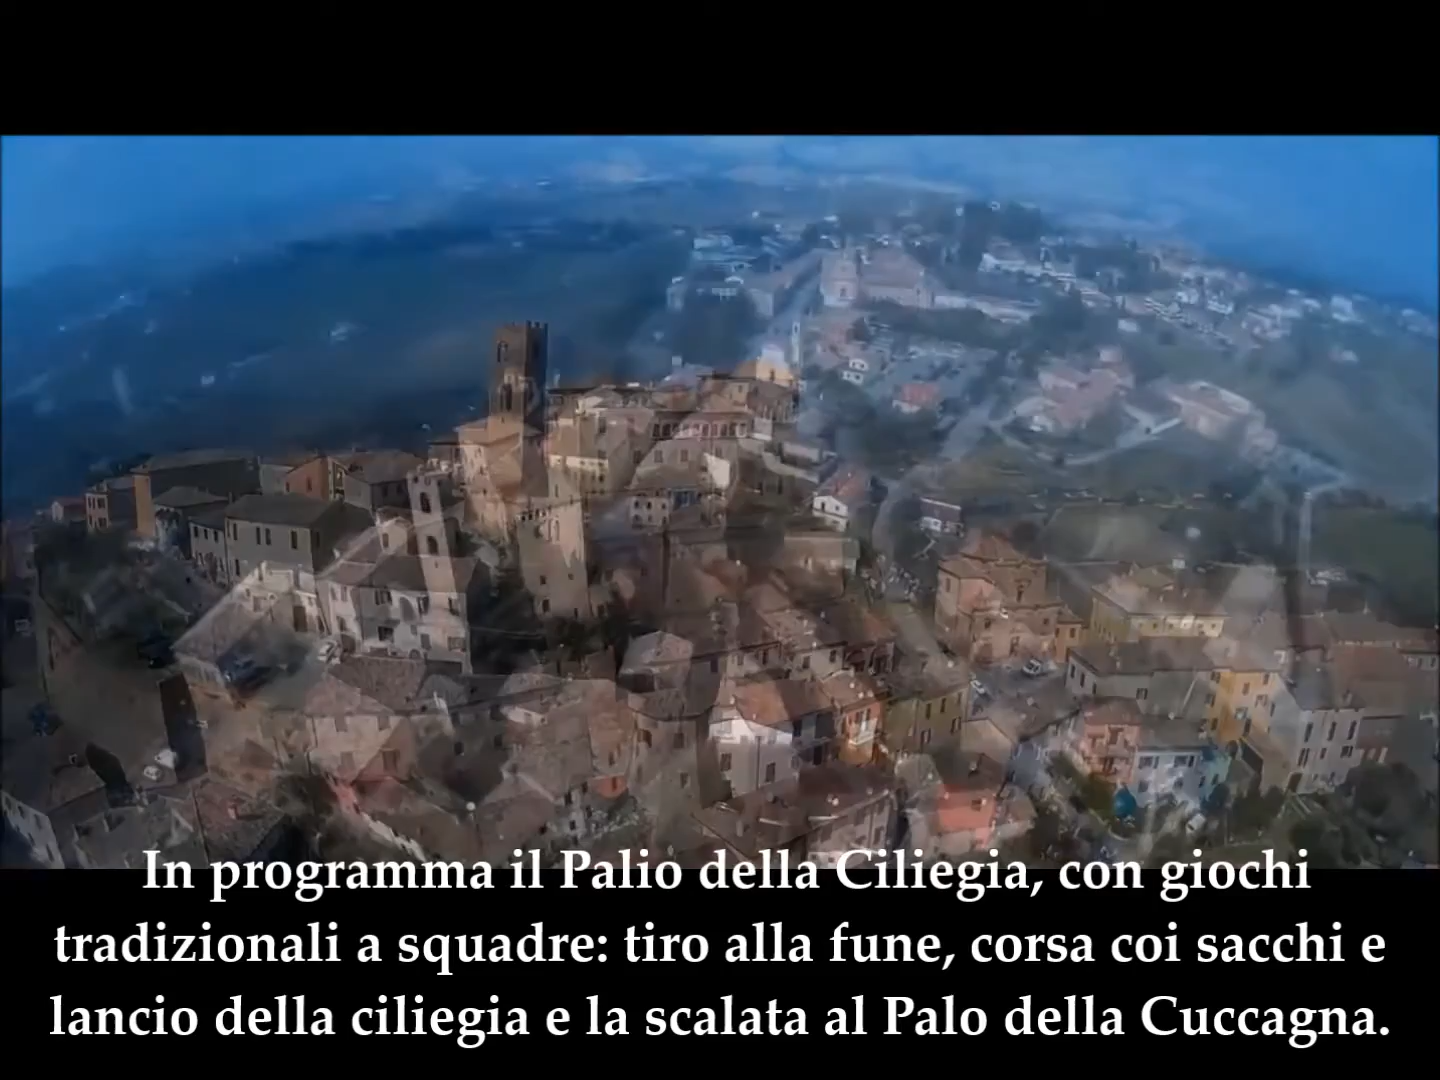 In programma il Palio della Ciliegia, con giochi
tradizionali a squadre: tiro alla fune, corsa coi sacchi e
lancio della ciliegia e la scalata al Palo della Cuccagna.